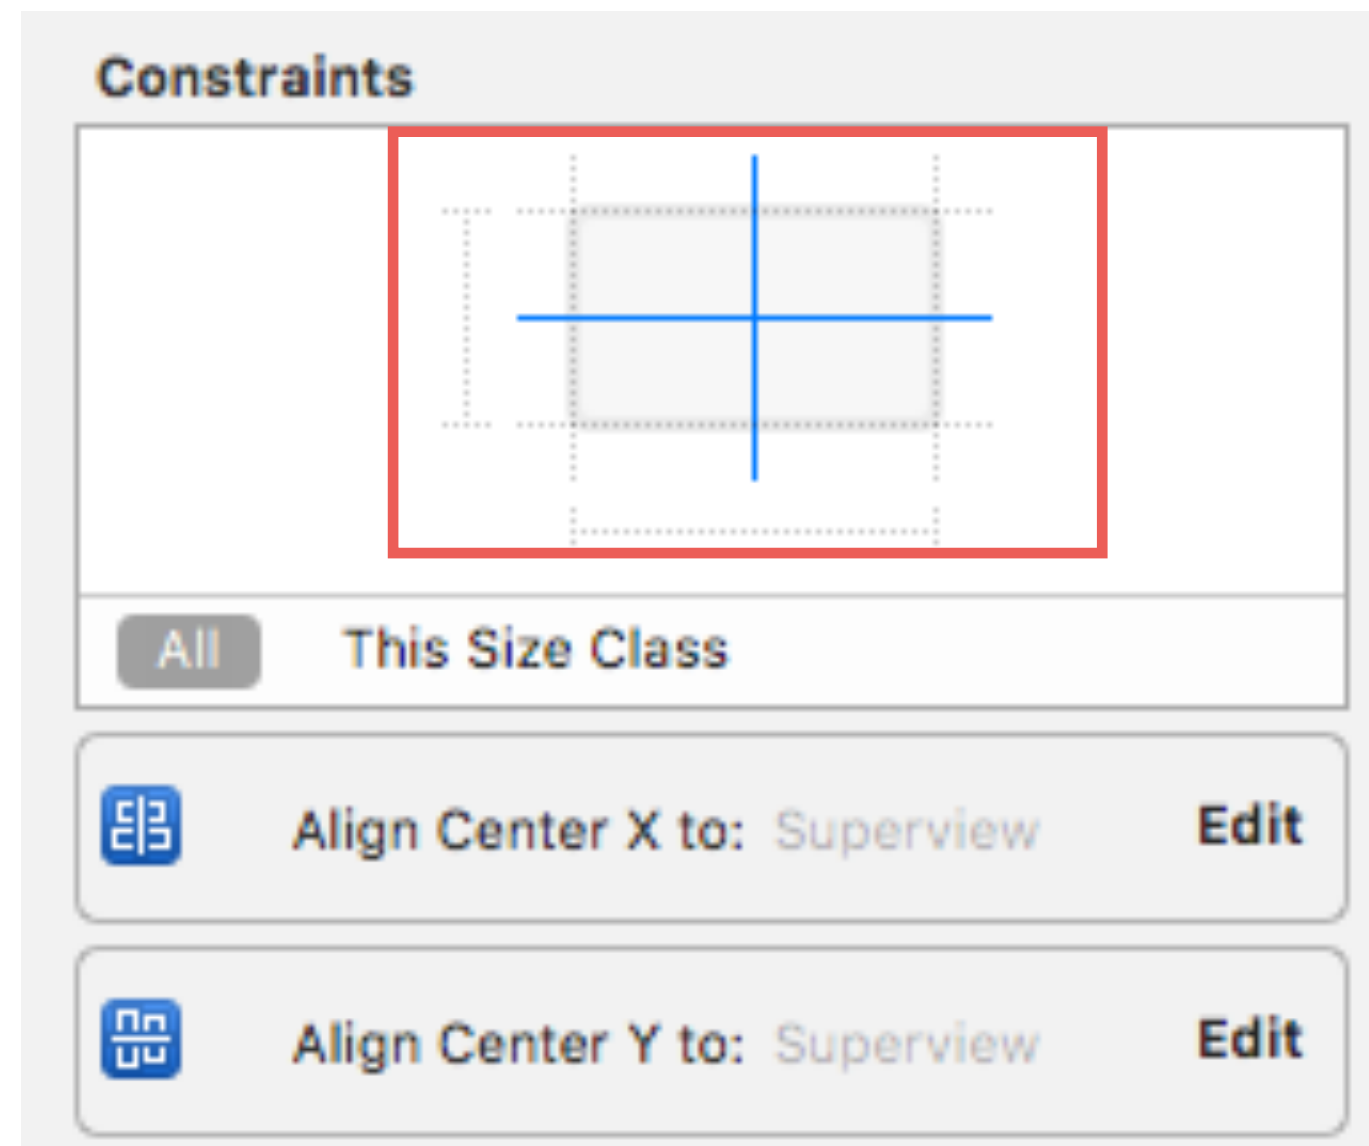 Constraints
All This Size Class
Align Center X to: Superview Edit
Align Center Y to: Superview Edit